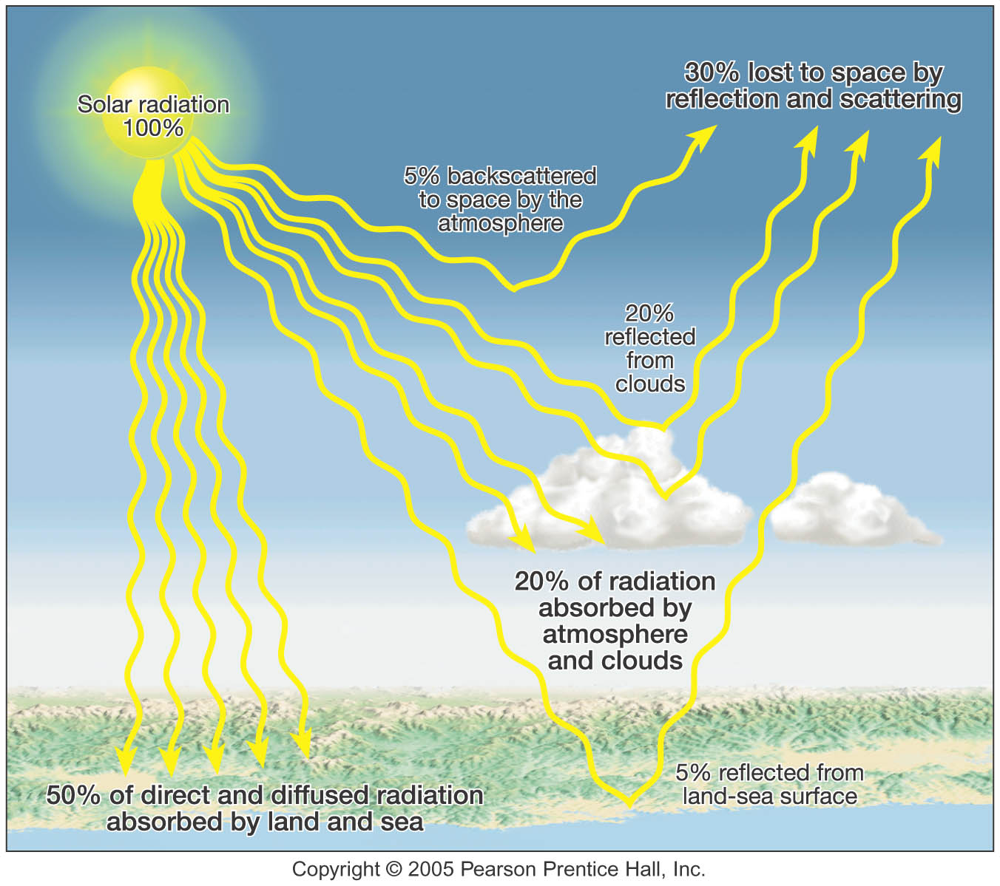 Solar radiation
100%
30% lost to space by
reflection and scattering
5% backscattered
to space by the
atmosphere
20%
reflected
from
clouds
20% of radiation
absorbed by
atmosphere
and clouds
50% of direct and diffused radiation
absorbed by land and sea
5% reflected from
land-sea surface
Copyright © 2005 Pearson Prentice Hall, Inc.